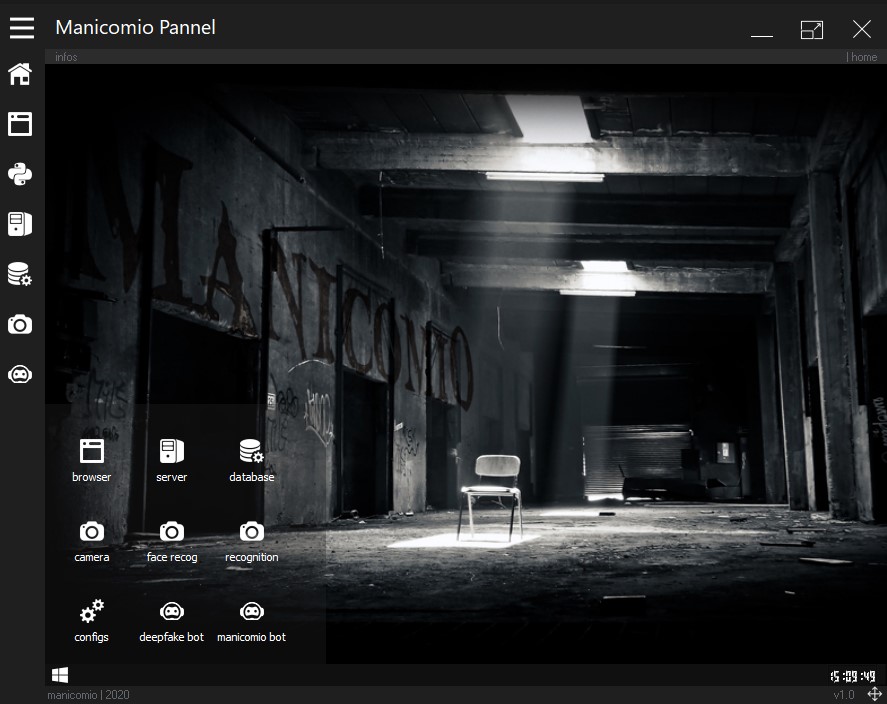 Manicomio Pannel
infos
| home
MANICOMIO
browser
server
database
camera
face recog
recognition
configs
deepfake bot
manicomio bot
15:09:49
manicomio | 2020
v1.0